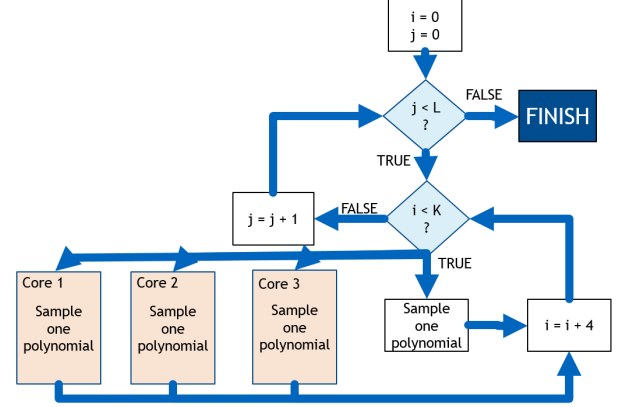 i = 0
j = 0
j < L
?
FALSE
FINISH
TRUE
i < K
?
FALSE
j = j + 1
TRUE
Core 1
Sample
one
polynomial
Core 2
Sample
one
polynomial
Core 3
Sample
one
polynomial
Sample
one
polynomial
i = i + 4